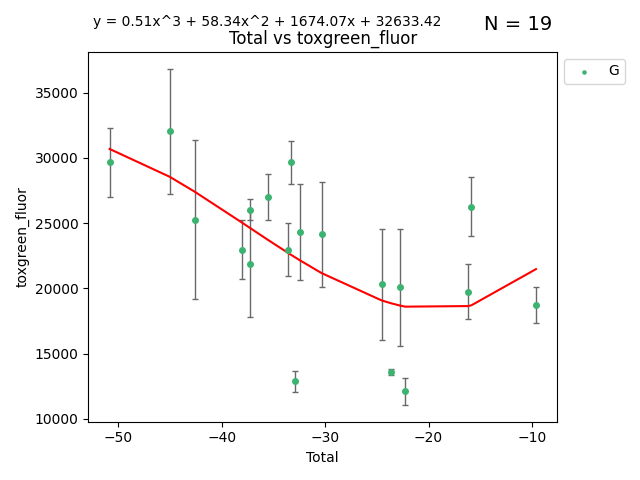 y = 0.51x^3 + 58.34x^2 + 1674.07x + 32633.42
N = 19
Total vs toxgreen_fluor
G
35000
30000
25000
20000
15000
10000
toxgreen_fluor
−50
−40
−30
−20
−10
Total